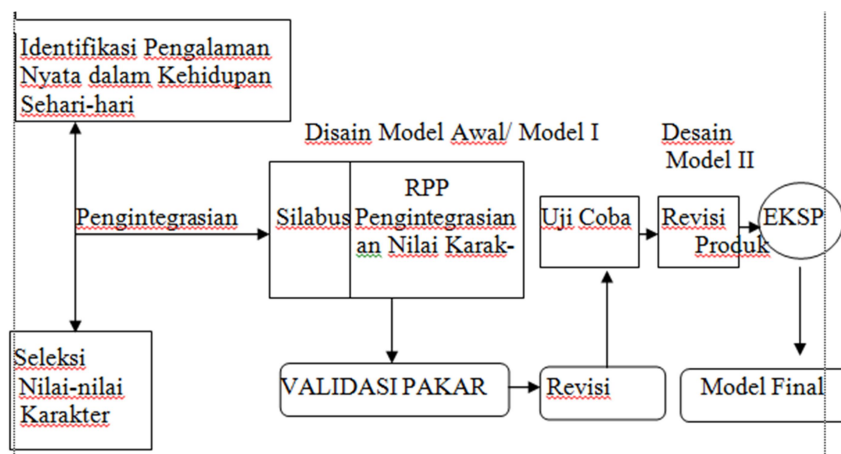 Identifikasi Pengalaman
Nyata dalam Kehidupan
Sehari-hari
Disain Model Awal/ Model I
Desain
Model II
Pengintegrasian
Silabus
RPP
Pengintegrasian
an Nilai Karak-
Uji Coba
Revisi
Produk
EKSP
Seleksi
Nilai-nilai
Karakter
VALIDASI PAKAR
Revisi
Model Final